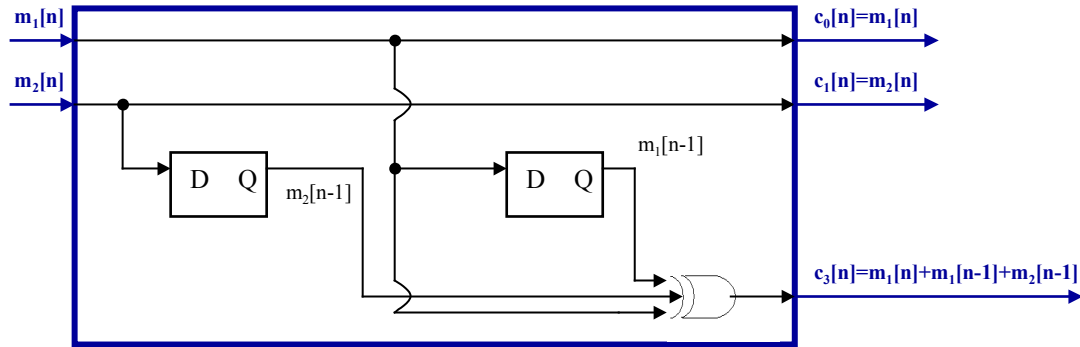 m₁[n]
c₀[n]=m₁[n]
m₂[n]
c₁[n]=m₂[n]
m₁[n-1]
D Q
m₂[n-1]
D Q
c₃[n]=m₁[n]+m₁[n-1]+m₂[n-1]